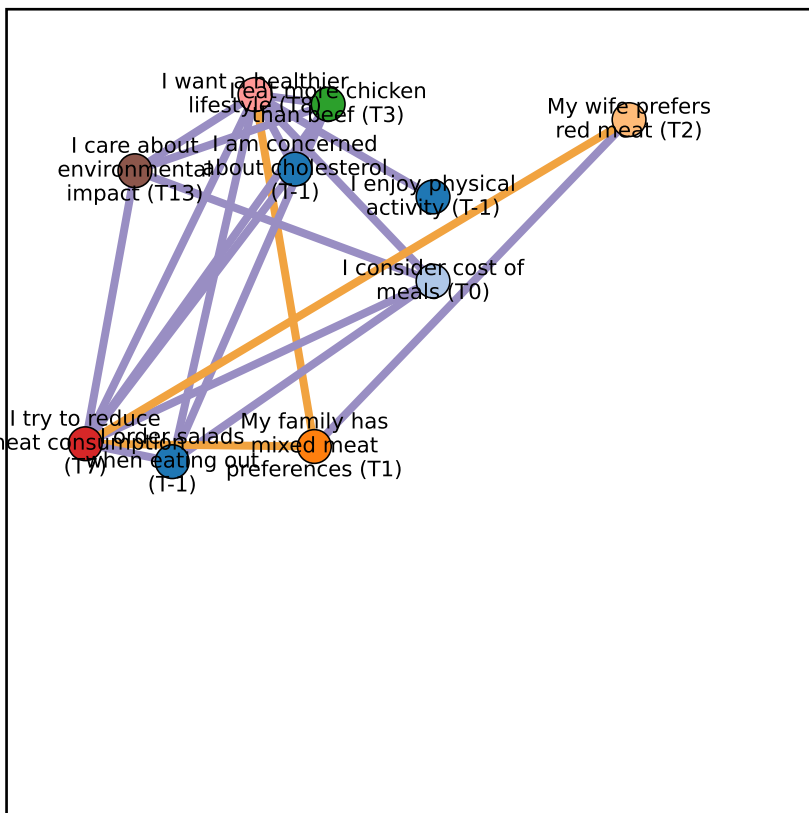 I want a healthier
lifestyle (T8)
I eat more chicken
than beef (T3)
My wife prefers
red meat (T2)
I care about
environmental
impact (T13)
I am concerned
about cholesterol
(T-1)
I enjoy physical
activity (T-1)
I consider cost of
meals (T0)
I try to reduce
meat consumption
(T7)
I order salads
when eating out
(T-1)
My family has
mixed meat
preferences (T1)